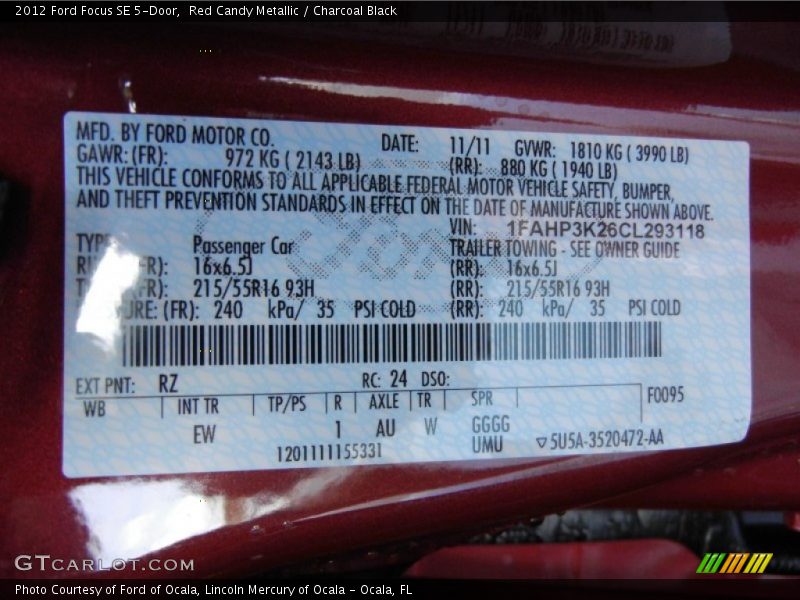 2012 Ford Focus SE 5-Door, Red Candy Metallic / Charcoal Black
MFD. BY FORD MOTOR CO. DATE: 11/11 GVWR: 1810 KG ( 3990 LB)
GAWR: (FR): 972 KG ( 2143 LB) (RR): 880 KG ( 1940 LB)
THIS VEHICLE CONFORMS TO ALL APPLICABLE FEDERAL MOTOR VEHICLE SAFETY, BUMPER,
AND THEFT PREVENTION STANDARDS IN EFFECT ON THE DATE OF MANUFACTURE SHOWN ABOVE.
VIN: 1FAHP3K26CL293118
TYPE Passenger Car TRAILER TOWING - SEE OWNER GUIDE
(FR): 16x6.5J (RR): 16x6.5J
(FR): 215/55R16 93H (RR): 215/55R16 93H
(FR): 240 kPa/ 35 PSI COLD (RR): 240 kPa/ 35 PSI COLD
EXT PNT: RZ RC: 24 DSO:
WB INT TR TP/PS R AXLE TR SPR F0095
EW 1 AU W GGGG
1201111155331 UMU ▽5U5A-3520472-AA
GTCARLOT.COM
Photo Courtesy of Ford of Ocala, Lincoln Mercury of Ocala - Ocala, FL